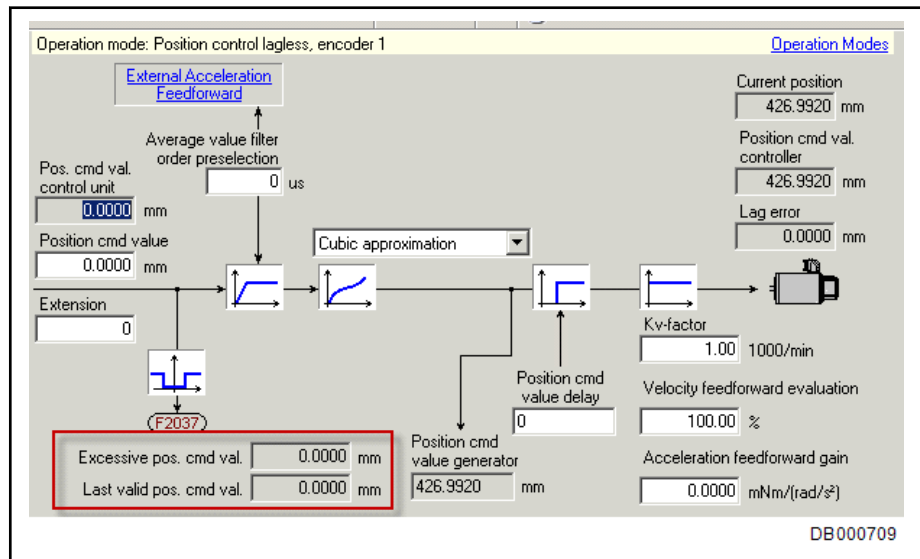 Operation mode: Position control lagless, encoder 1
Operation Modes
External Acceleration
Feedforward
Current position
426.9920 mm
Average value filter
order preselection
0 us
Position cmd val.
controller
426.9920 mm
Pos. cmd val.
control unit
0.0000 mm
Lag error
0.0000 mm
Position cmd value
0.0000 mm
Cubic approximation
Extension
0
Kv-factor
1.00 1000/min
Position cmd
value delay
0
Velocity feedforward evaluation
100.00 %
(F2037)
Excessive pos. cmd val. 0.0000 mm
Last valid pos. cmd val. 0.0000 mm
Position cmd
value generator
426.9920 mm
Acceleration feedforward gain
0.0000 mNm/(rad/s²)
DB000709